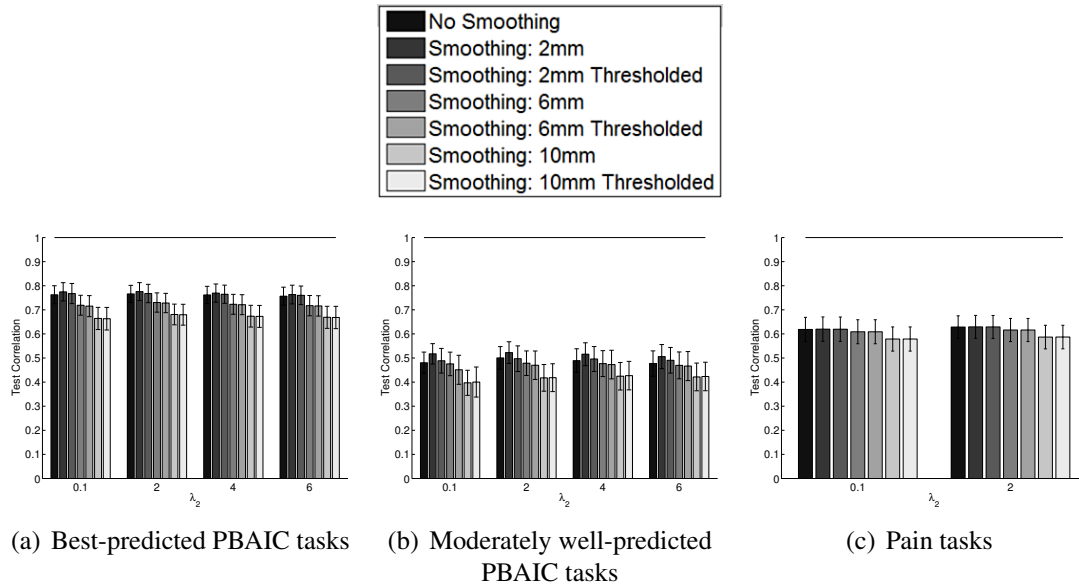 No Smoothing
Smoothing: 2mm
Smoothing: 2mm Thresholded
Smoothing: 6mm
Smoothing: 6mm Thresholded
Smoothing: 10mm
Smoothing: 10mm Thresholded
1
0.9
0.8
0.7
0.6
0.5
0.4
0.3
0.2
0.1
0
Test Correlation
0.1 2 4 6
λ2
(a) Best-predicted PBAIC tasks
1
0.9
0.8
0.7
0.6
0.5
0.4
0.3
0.2
0.1
0
Test Correlation
0.1 2 4 6
λ2
(b) Moderately well-predicted
PBAIC tasks
1
0.9
0.8
0.7
0.6
0.5
0.4
0.3
0.2
0.1
0
Test Correlation
0.1 2
λ2
(c) Pain tasks